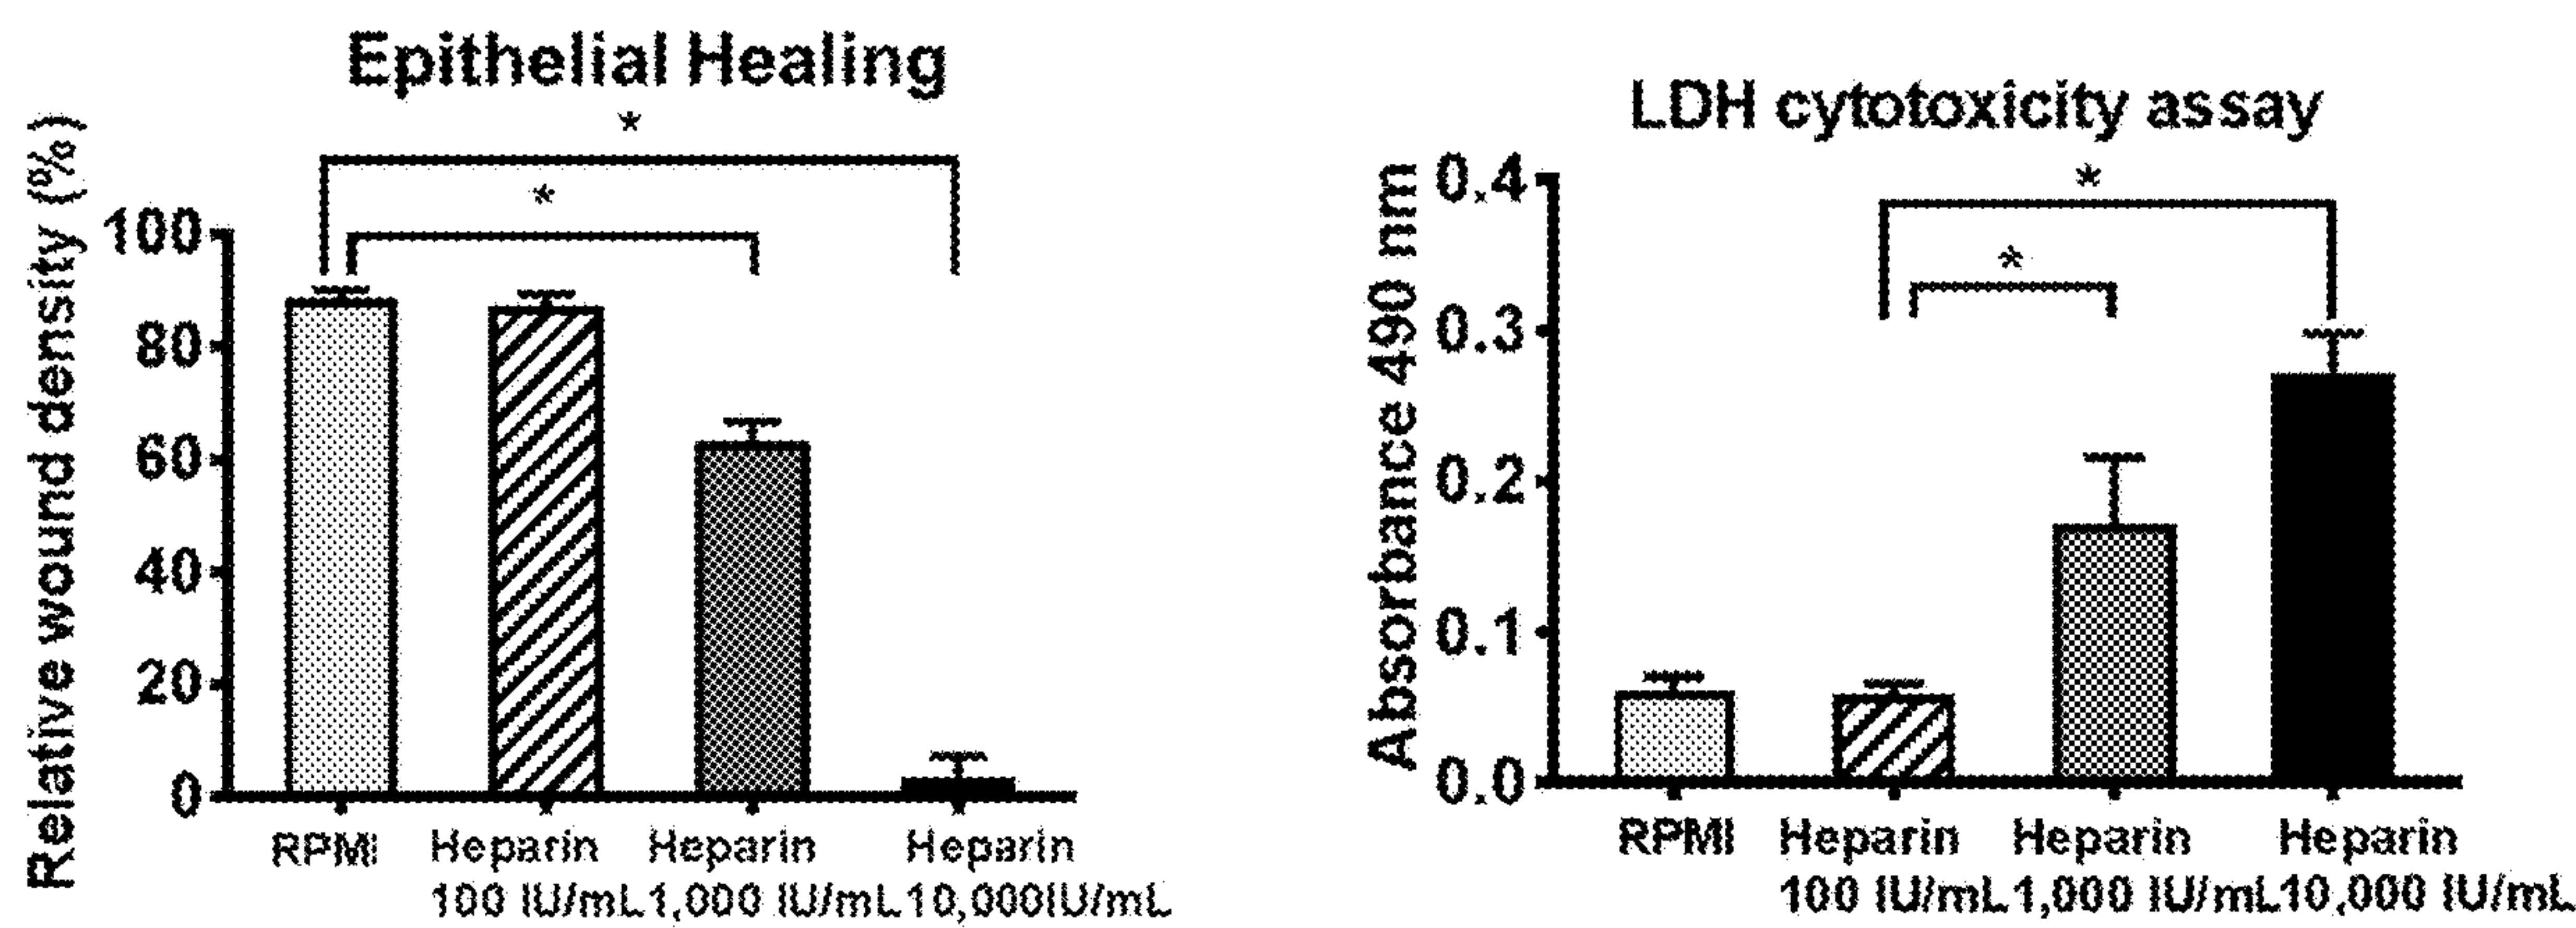 Epithelial Healing
*
*
Relative wound density (%)
100
80
60
40
20
0
RPMI Heparin Heparin Heparin
100 IU/mL 1,000 IU/mL 10,000IU/mL
LDH cytotoxicity assay
*
*
Absorbance 490 nm
0.4
0.3
0.2
0.1
0.0
RPMI Heparin Heparin Heparin
100 IU/mL 1,000 IU/mL 10,000 IU/mL